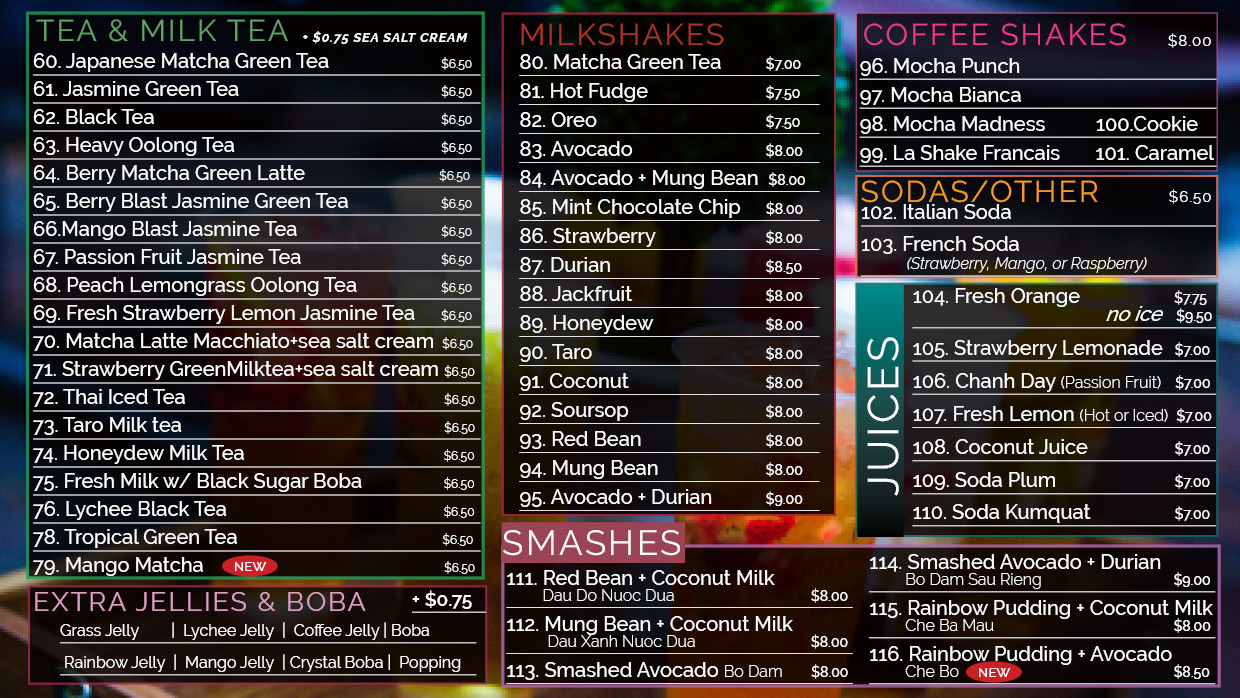 TEA & MILK TEA + $0.75 SEA SALT CREAM
60. Japanese Matcha Green Tea $6.50
61. Jasmine Green Tea $6.50
62. Black Tea $6.50
63. Heavy Oolong Tea $6.50
64. Berry Matcha Green Latte $6.50
65. Berry Blast Jasmine Green Tea $6.50
66.Mango Blast Jasmine Tea $6.50
67. Passion Fruit Jasmine Tea $6.50
68. Peach Lemongrass Oolong Tea $6.50
69. Fresh Strawberry Lemon Jasmine Tea $6.50
70. Matcha Latte Macchiato+sea salt cream $6.50
71. Strawberry GreenMilktea+sea salt cream $6.50
72. Thai Iced Tea $6.50
73. Taro Milk tea $6.50
74. Honeydew Milk Tea $6.50
75. Fresh Milk w/ Black Sugar Boba $6.50
76. Lychee Black Tea $6.50
78. Tropical Green Tea $6.50
79. Mango Matcha NEW $6.50
EXTRA JELLIES & BOBA + $0.75
Grass Jelly | Lychee Jelly | Coffee Jelly | Boba
Rainbow Jelly | Mango Jelly | Crystal Boba | Popping
MILKSHAKES
80. Matcha Green Tea $7.00
81. Hot Fudge $7.50
82. Oreo $7.50
83. Avocado $8.00
84. Avocado + Mung Bean $8.00
85. Mint Chocolate Chip $8.00
86. Strawberry $8.00
87. Durian $8.50
88. Jackfruit $8.00
89. Honeydew $8.00
90. Taro $8.00
91. Coconut $8.00
92. Soursop $8.00
93. Red Bean $8.00
94. Mung Bean $8.00
95. Avocado + Durian $9.00
COFFEE SHAKES $8.00
96. Mocha Punch
97. Mocha Bianca
98. Mocha Madness 100.Cookie
99. La Shake Francais 101. Caramel
SODAS/OTHER $6.50
102. Italian Soda
103. French Soda
(Strawberry, Mango, or Raspberry)
JUICES
104. Fresh Orange $7.75
no ice $9.50
105. Strawberry Lemonade $7.00
106. Chanh Day (Passion Fruit) $7.00
107. Fresh Lemon (Hot or Iced) $7.00
108. Coconut Juice $7.00
109. Soda Plum $7.00
110. Soda Kumquat $7.00
SMASHES
111. Red Bean + Coconut Milk
Dau Do Nuoc Dua $8.00
112. Mung Bean + Coconut Milk
Dau Xanh Nuoc Dua $8.00
113. Smashed Avocado Bo Dam $8.00
114. Smashed Avocado + Durian
Bo Dam Sau Rieng $9.00
115. Rainbow Pudding + Coconut Milk
Che Ba Mau $8.00
116. Rainbow Pudding + Avocado
Che Bo NEW $8.50